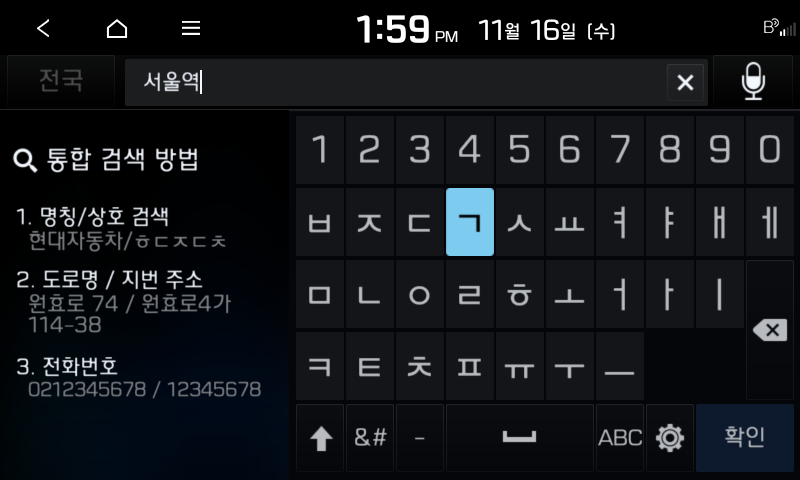 1:59 PM 11월 16일 (수)
전국 서울역
통합 검색 방법
1. 명칭/상호 검색
현대자동차/ㅎㄷㅈㄷㅊ
2. 도로명 / 지번 주소
원효로 74 / 원효로4가
114-38
3. 전화번호
0212345678 / 12345678
1 2 3 4 5 6 7 8 9 0
ㅂ ㅈ ㄷ ㄱ ㅅ ㅛ ㅕ ㅑ ㅐ ㅔ
ㅁ ㄴ ㅇ ㄹ ㅎ ㅗ ㅓ ㅏ ㅣ
ㅋ ㅌ ㅊ ㅍ ㅠ ㅜ ㅡ
&# - ABC 확인